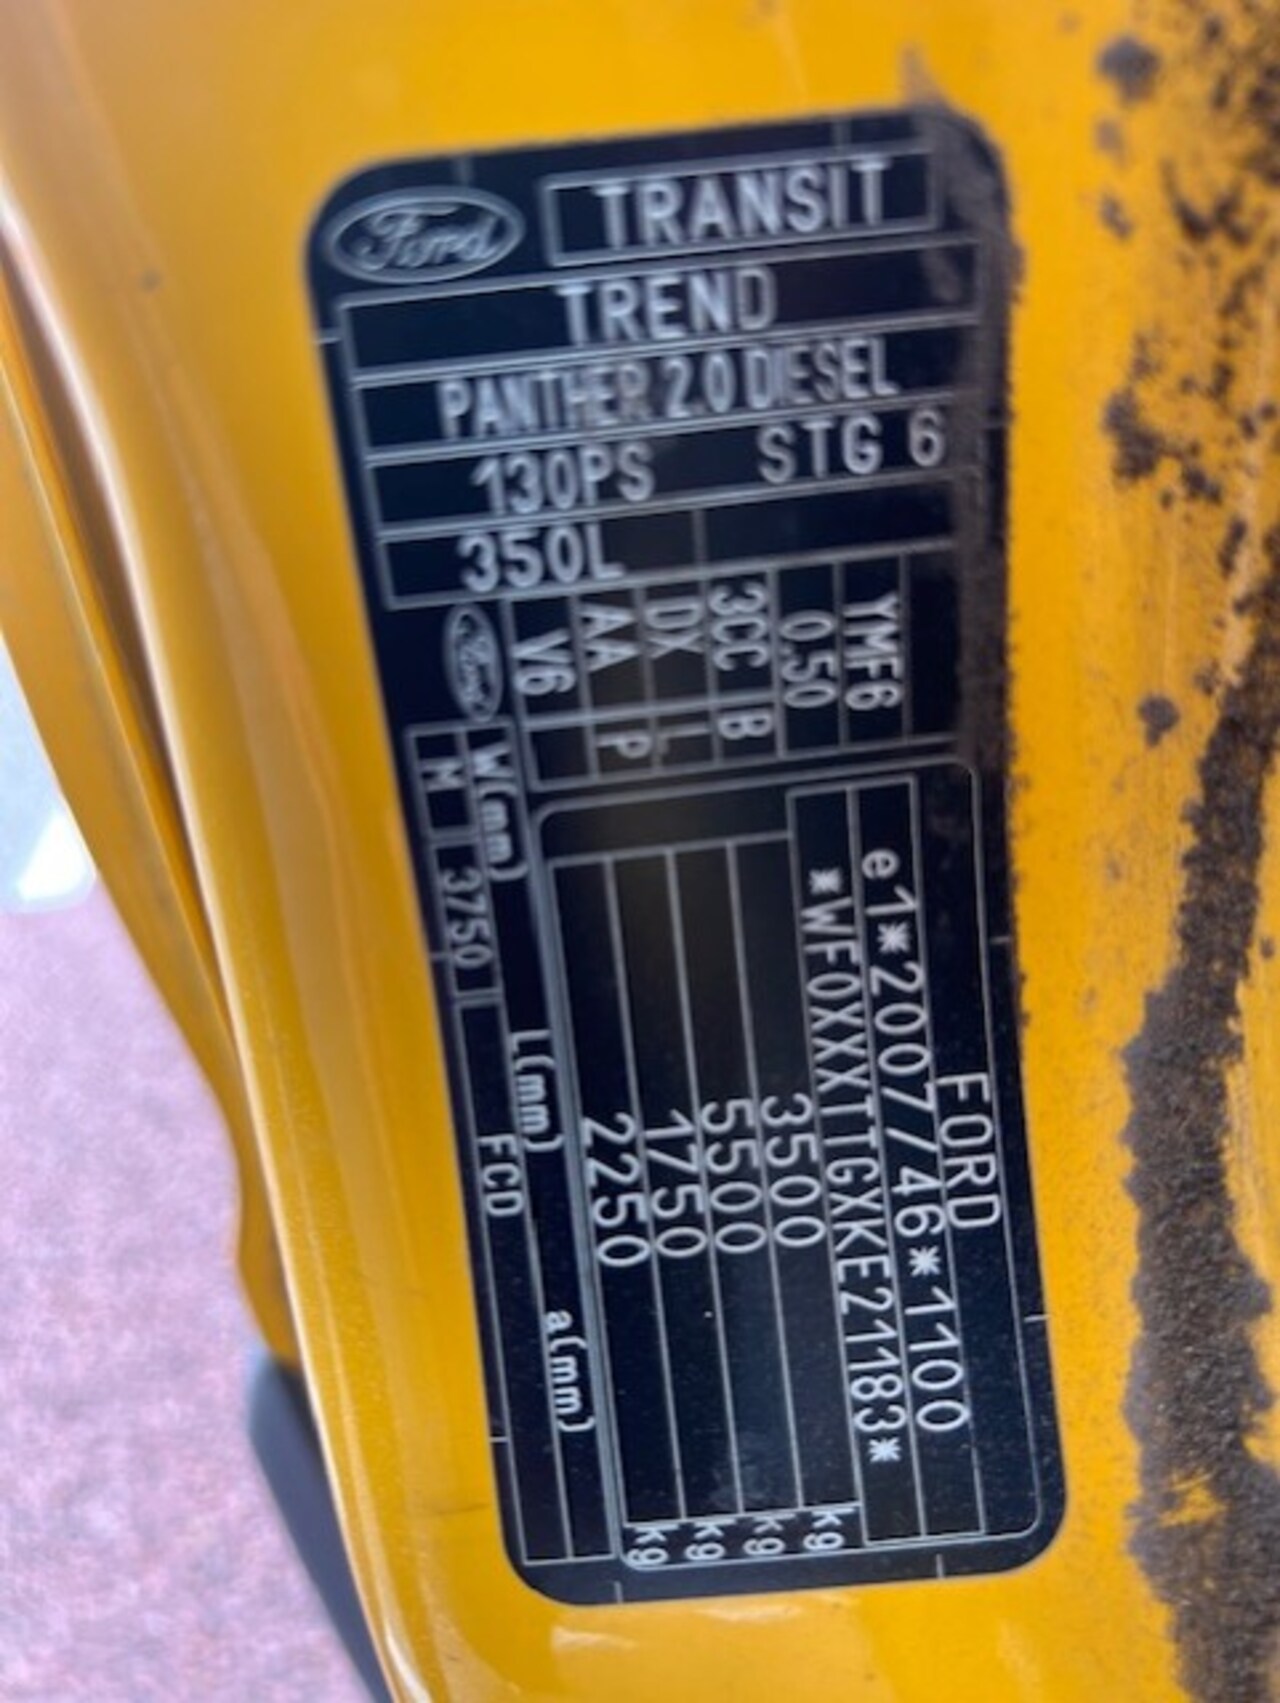 Ford
TRANSIT
TREND
PANTHER 2.0 DIESEL
130PS STG 6
350L
YMF6
0,50
3CC B
DX L
AA P
V6
Ford
FORD
e1*2007/46*1100
*WF0XXXTTGXKE21183*
3500 kg
5500 kg
1750 kg
2250 kg
W(mm) L(mm) a(mm)
M 3750 FCD